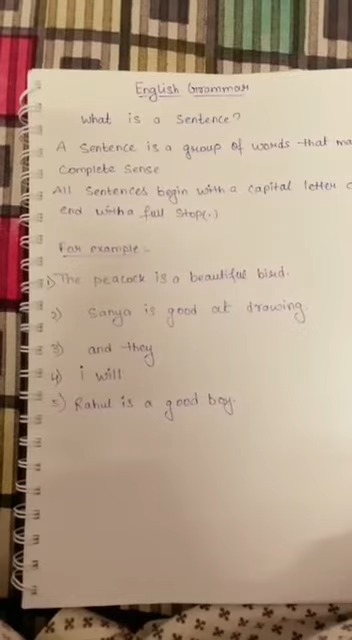 English Grammar
What is a Sentence?
A Sentence is a group of words that ma
Complete Sense
All Sentences begin with a capital letter
end with a full stop(.)
For example -
1) The peacock is a beautiful bird.
2) Sanya is good at drawing.
3) and they
4) i will
5) Rahul is a good boy.